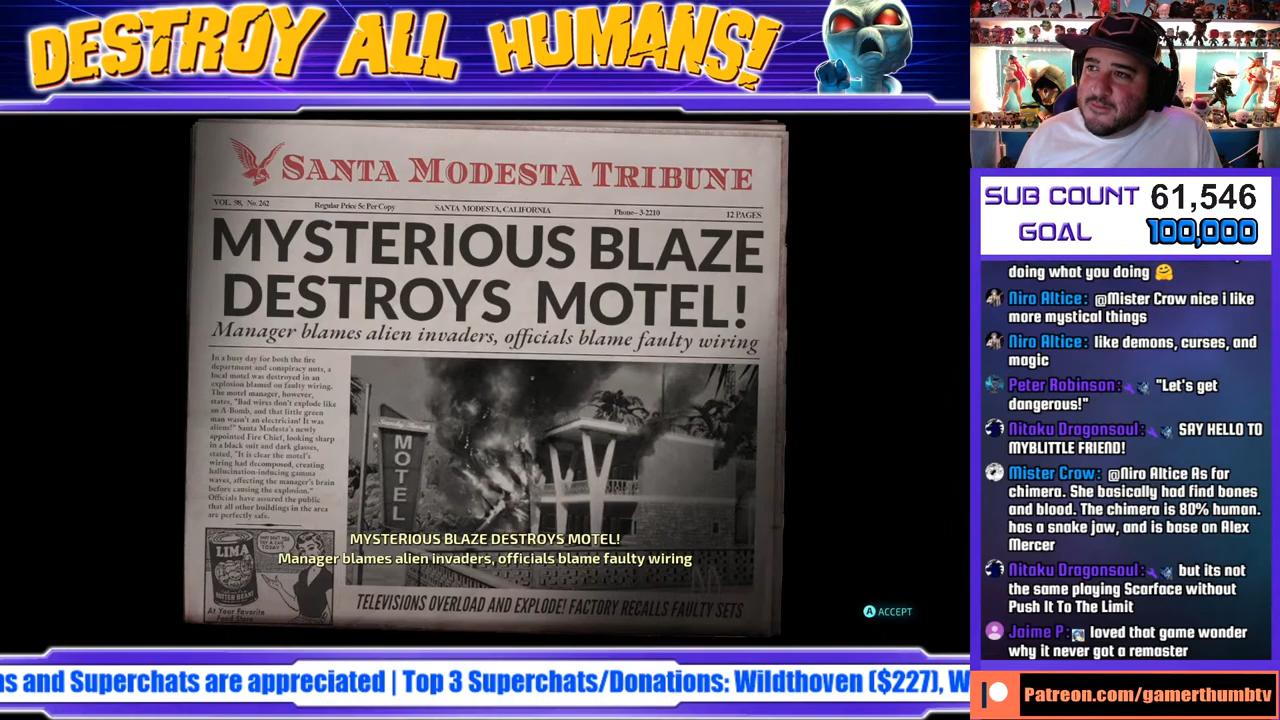 DESTROY ALL HUMANS!
SANTA MODESTA TRIBUNE
VOL. 98, No. 262 Regular Price 5c Per Copy SANTA MODESTA, CALIFORNIA Phone- 3-2210 12 PAGES
MYSTERIOUS BLAZE
DESTROYS MOTEL!
Manager blames alien invaders, officials blame faulty wiring
In a busy day for both the fire
department and conspiracy nuts, a
local motel was destroyed in an
explosion blamed on faulty wiring.
The motel manager, however,
states, "Bad wires don't explode like
an A-Bomb, and that little green
man wasn't an electrician! It was
aliens!" Santa Modesta's newly
appointed Fire Chief, looking sharp
in a black suit and dark glasses,
stated, "It is clear the motel's
wiring had decomposed, creating
hallucination-inducing gamma
waves, affecting the manager's brain
before causing the explosion."
Officials have assured the public
that all other buildings in the area
are perfectly safe.
MOTEL
LIMA
BUTTER BEANS
At Your Favorite
Food Store
MYSTERIOUS BLAZE DESTROYS MOTEL!
Manager blames alien invaders, officials blame faulty wiring
TELEVISIONS OVERLOAD AND EXPLODE! FACTORY RECALLS FAULTY SETS
A ACCEPT
ns and Superchats are appreciated | Top 3 Superchats/Donations: Wildthoven ($227), W
SUB COUNT 61,546
GOAL 100,000
doing what you doing 🤗
Niro Altice: @Mister Crow nice i like
more mystical things
Niro Altice: like demons, curses, and
magic
Peter Robinson: "Let's get
dangerous!"
Nitaku Dragonsoul: SAY HELLO TO
MYBLITTLE FRIEND!
Mister Crow: @Niro Altice As for
chimera. She basically had find bones
and blood. The chimera is 80% human.
has a snake jaw, and is base on Alex
Mercer
Nitaku Dragonsoul: but its not
the same playing Scarface without
Push It To The Limit
Jaime P: loved that game wonder
why it never got a remaster
Patreon.com/gamerthumbtv